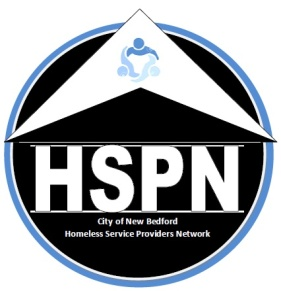 HSPN
City of New Bedford
Homeless Service Providers Network